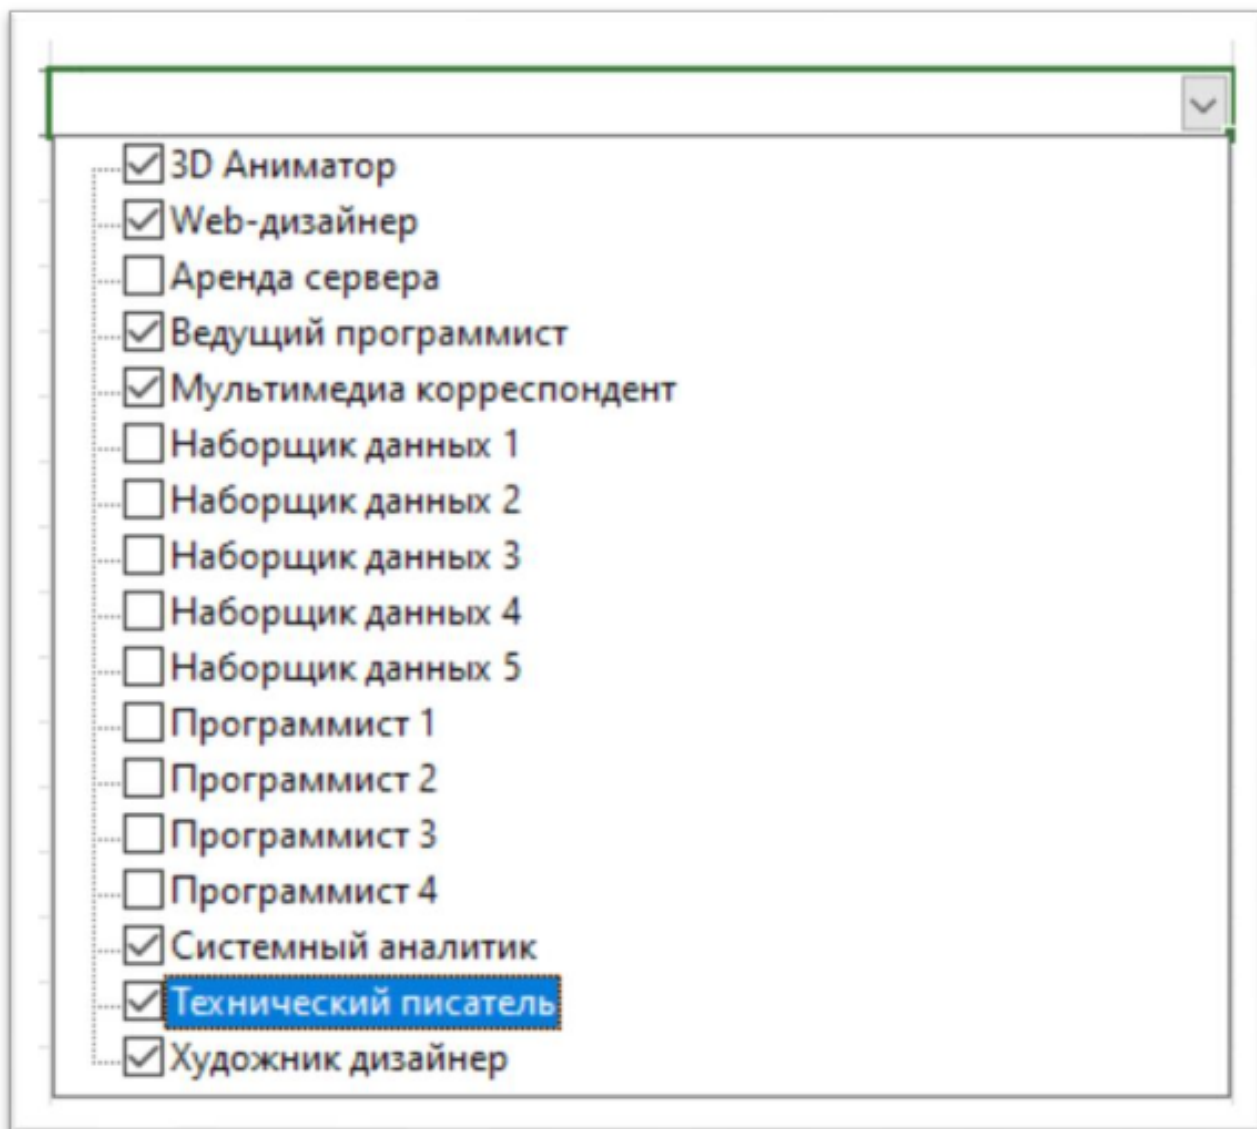 3D Аниматор
Web-дизайнер
Аренда сервера
Ведущий программист
Мультимедиа корреспондент
Наборщик данных 1
Наборщик данных 2
Наборщик данных 3
Наборщик данных 4
Наборщик данных 5
Программист 1
Программист 2
Программист 3
Программист 4
Системный аналитик
Технический писатель
Художник дизайнер